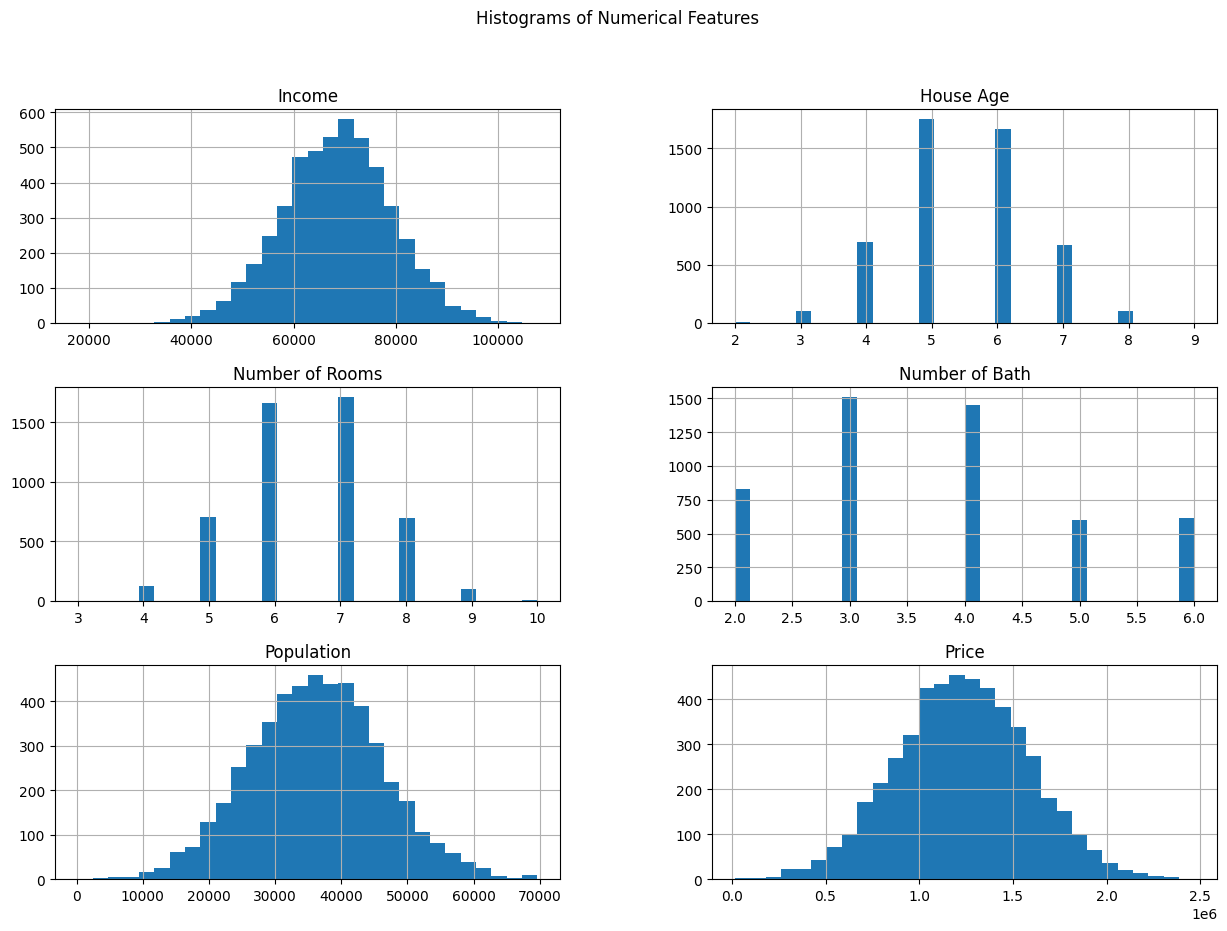 Histograms of Numerical Features
Income
600
500
400
300
200
100
0
20000 40000 60000 80000 100000
House Age
1500
1000
500
0
2 3 4 5 6 7 8 9
Number of Rooms
1500
1000
500
0
3 4 5 6 7 8 9 10
Number of Bath
1500
1250
1000
750
500
250
0
2.0 2.5 3.0 3.5 4.0 4.5 5.0 5.5 6.0
Population
400
300
200
100
0
0 10000 20000 30000 40000 50000 60000 70000
Price
400
300
200
100
0
0.0 0.5 1.0 1.5 2.0 2.5
1e6